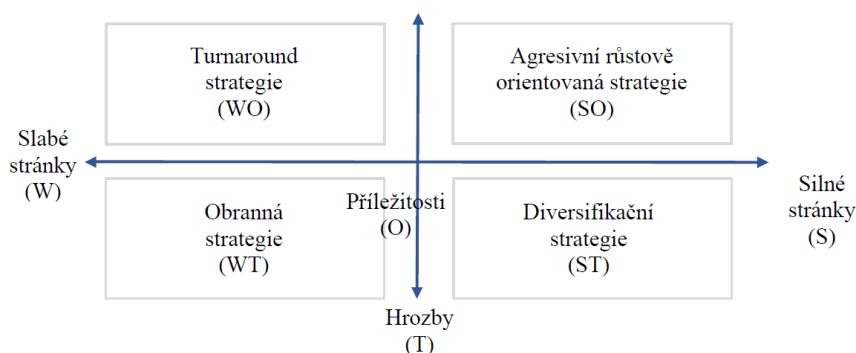 Turnaround
strategie
(WO)
Agresivní růstově
orientovaná strategie
(SO)
Slabé
stránky
(W)
Silné
stránky
(S)
Příležitosti
(O)
Obranná
strategie
(WT)
Diversifikační
strategie
(ST)
Hrozby
(T)